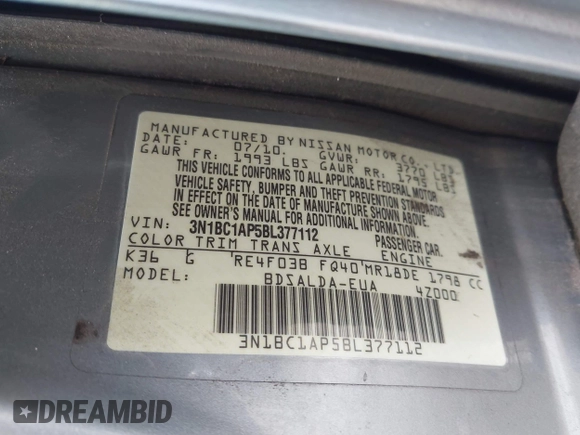 MANUFACTURED BY NISSAN MOTOR CO., LTD.
DATE: 07/10. GVWR: 3770 LBS
GAWR FR: 1993 LBS GAWR RR: 1795 LBS
THIS VEHICLE CONFORMS TO ALL APPLICABLE FEDERAL MOTOR
VEHICLE SAFETY, BUMPER AND THEFT PREVENTION STANDARDS
IN EFFECT ON THE DATE OF MANUFACTURE SHOWN ABOVE.
SEE OWNER'S MANUAL FOR ADDITIONAL INFORMATION.
VIN: 3N1BC1AP5BL377112 PASSENGER CAR.
COLOR TRIM TRANS AXLE ENGINE
K36 G RE4F03B FQ40 MR18DE 1798 CC
MODEL: BDSALDA-EUA 4Z000
3N1BC1AP5BL377112
DREAMBID